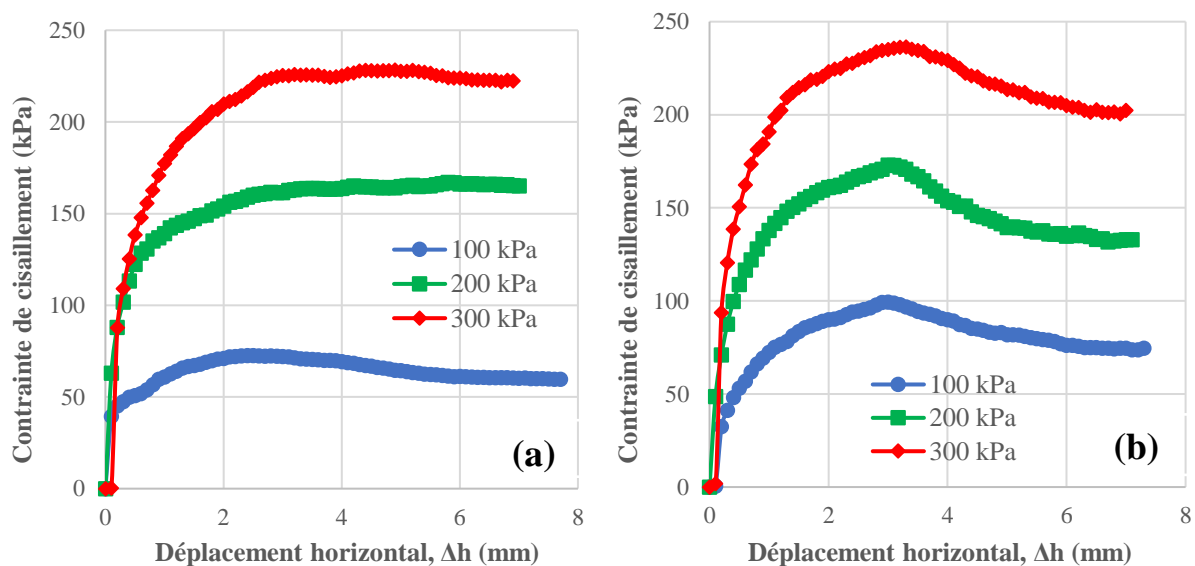 250
200
150
100
50
0
Contrainte de cisaillement (kPa)
100 kPa
200 kPa
300 kPa
(a)
0 2 4 6 8
Déplacement horizontal, Δh (mm)
250
200
150
100
50
0
Contrainte de cisaillement (kPa)
100 kPa
200 kPa
300 kPa
(b)
0 2 4 6 8
Déplacement horizontal, Δh (mm)